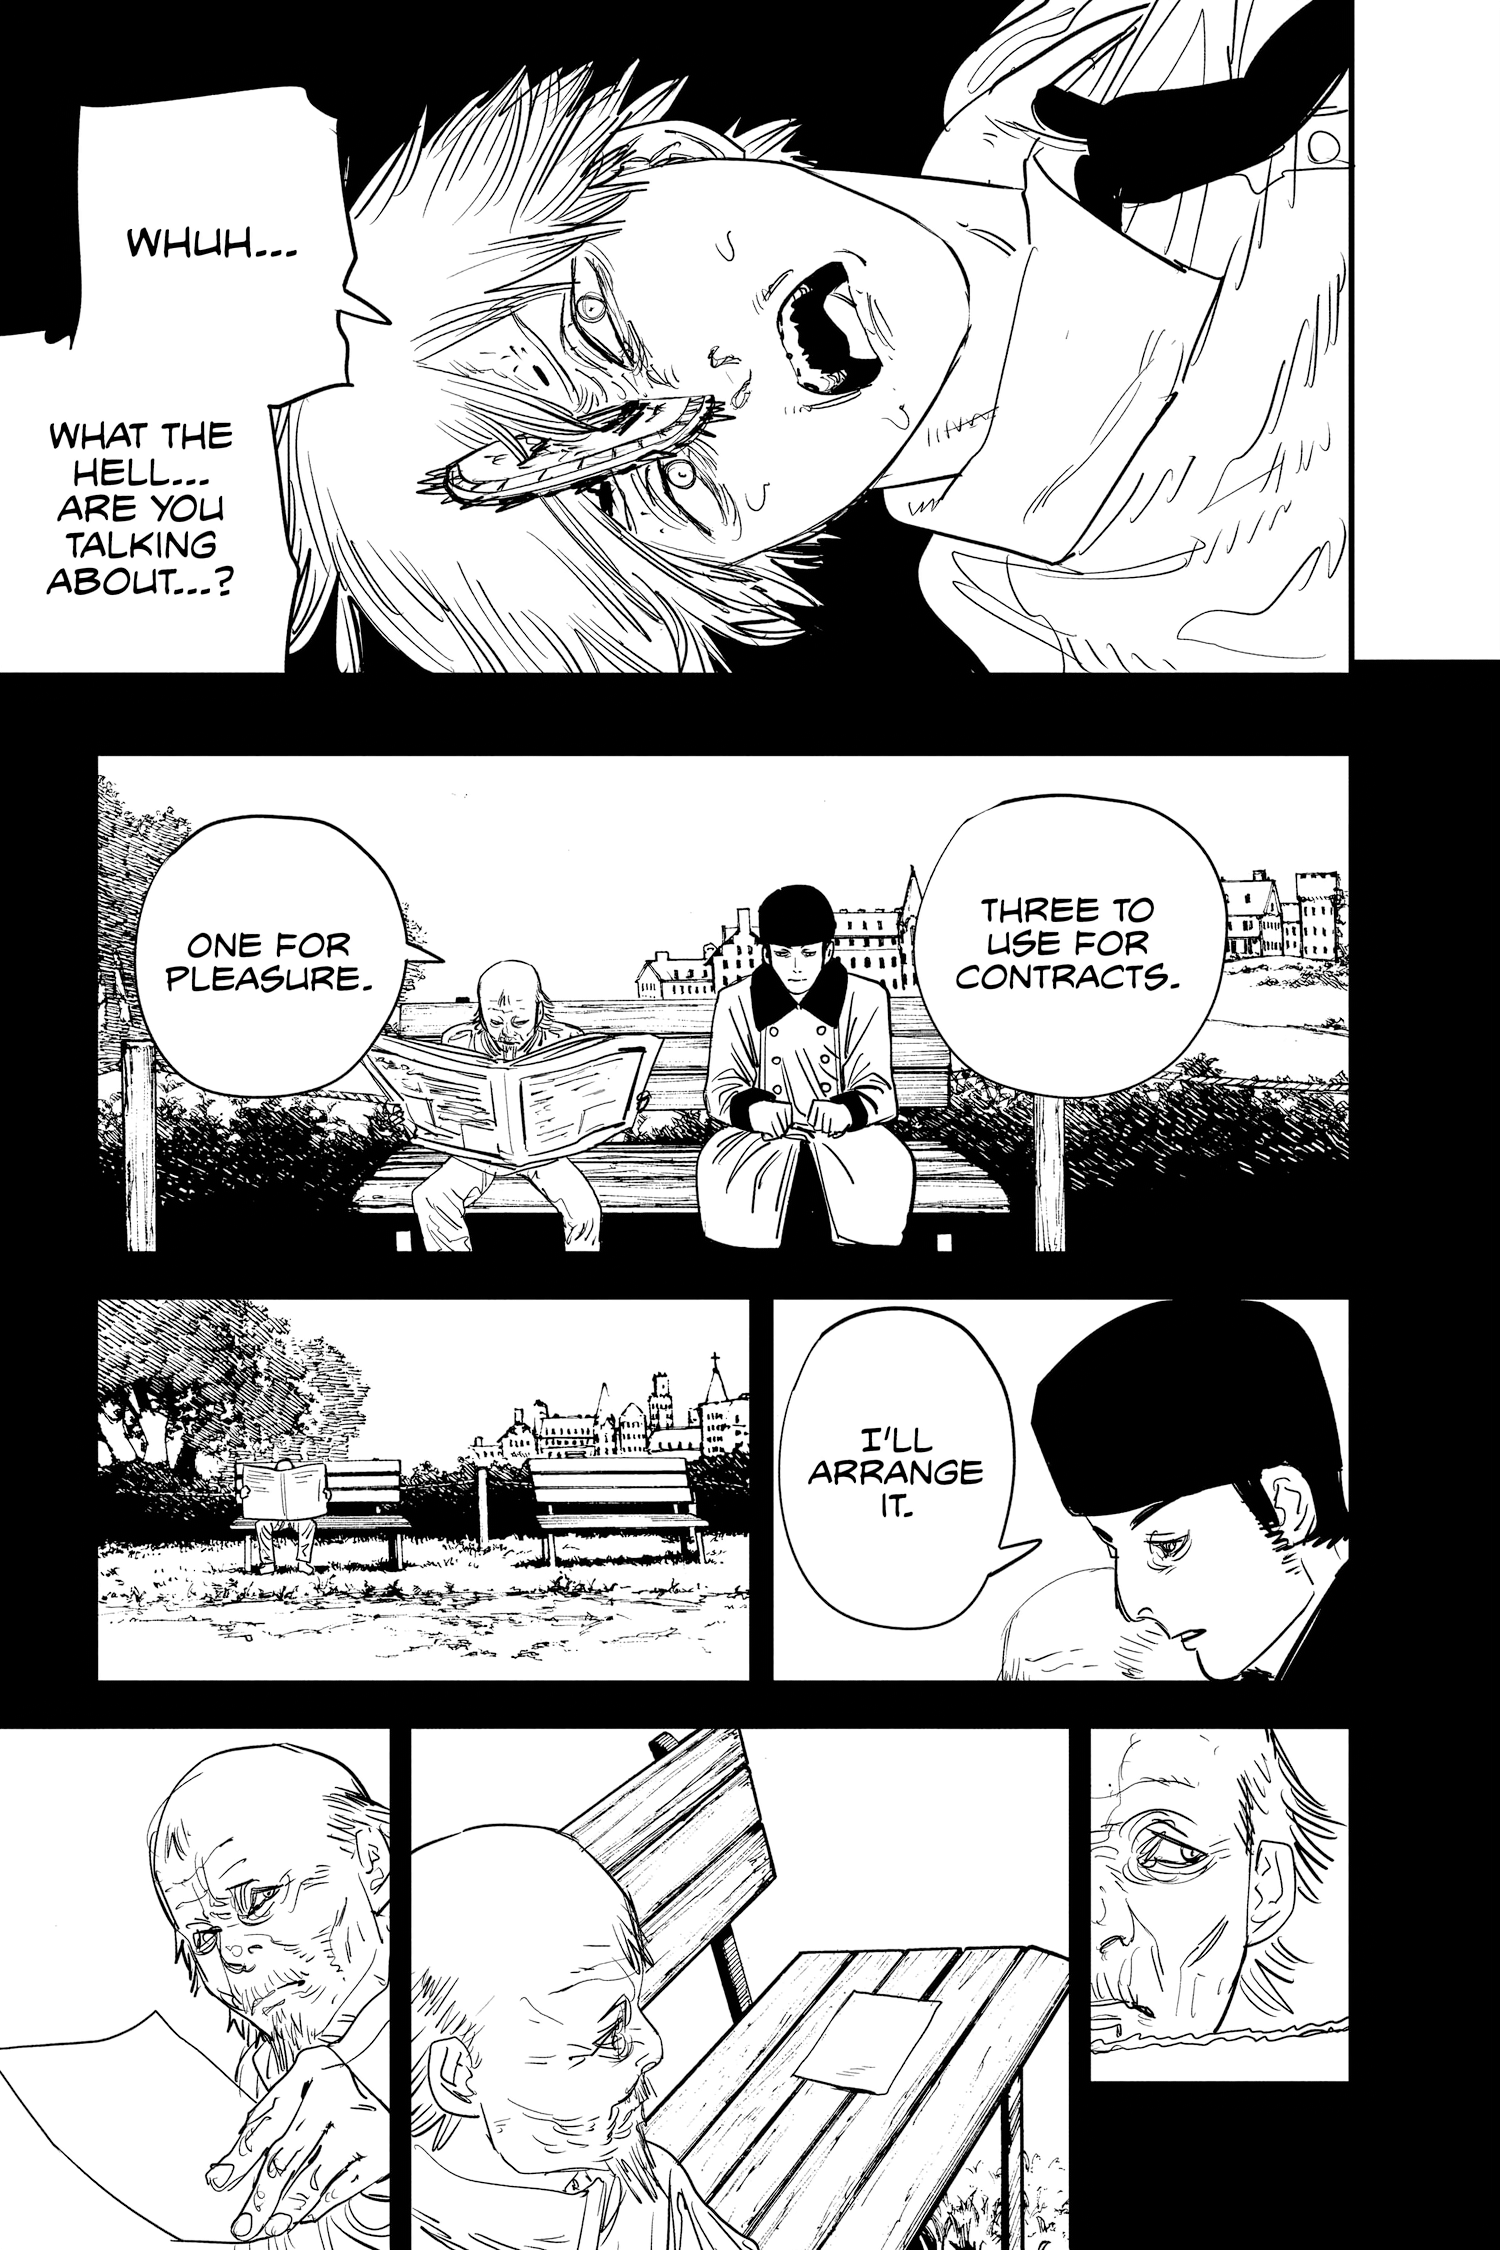 WHUH...
WHAT THE
HELL...
ARE YOU
TALKING
ABOUT...?
THREE TO
USE FOR
CONTRACTS.
ONE FOR
PLEASURE.
I'LL
ARRANGE
IT.